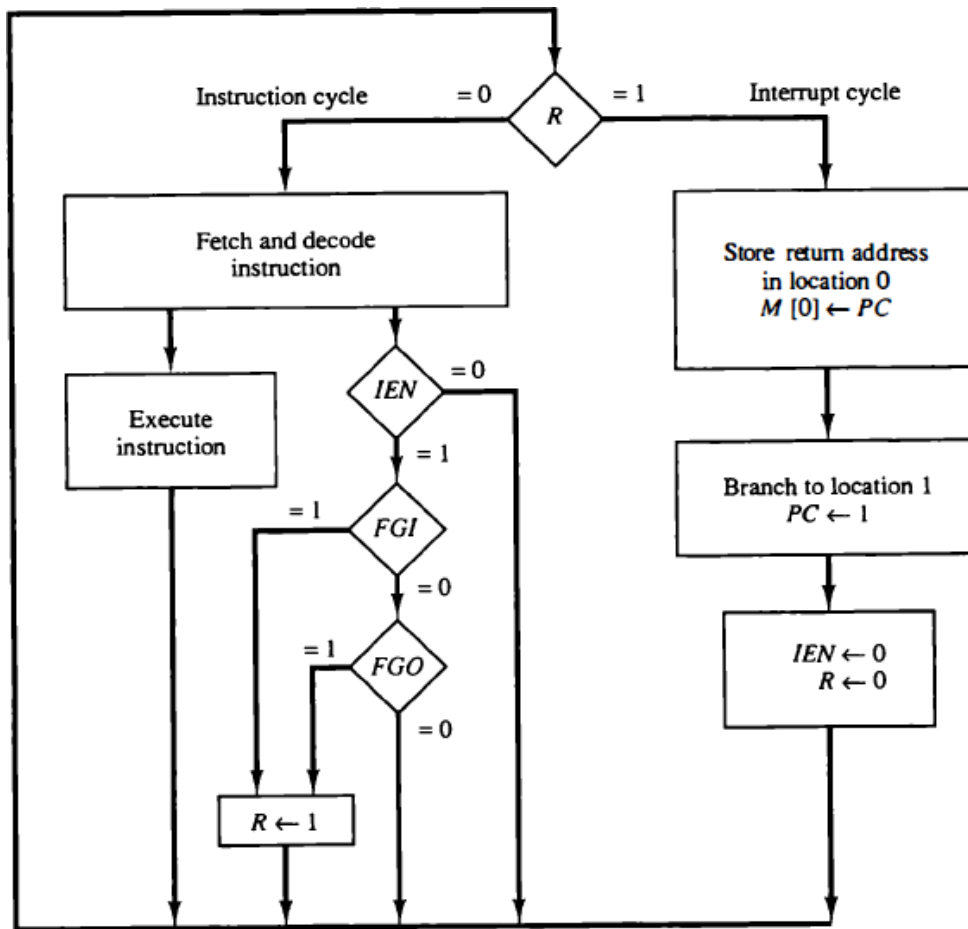 Instruction cycle
= 0
R
= 1
Interrupt cycle
Fetch and decode
instruction
Store return address
in location 0
M [0] ← PC
IEN
= 0
Execute
instruction
= 1
Branch to location 1
PC ← 1
= 1
FGI
= 0
= 1
FGO
= 0
IEN ← 0
R ← 0
R ← 1